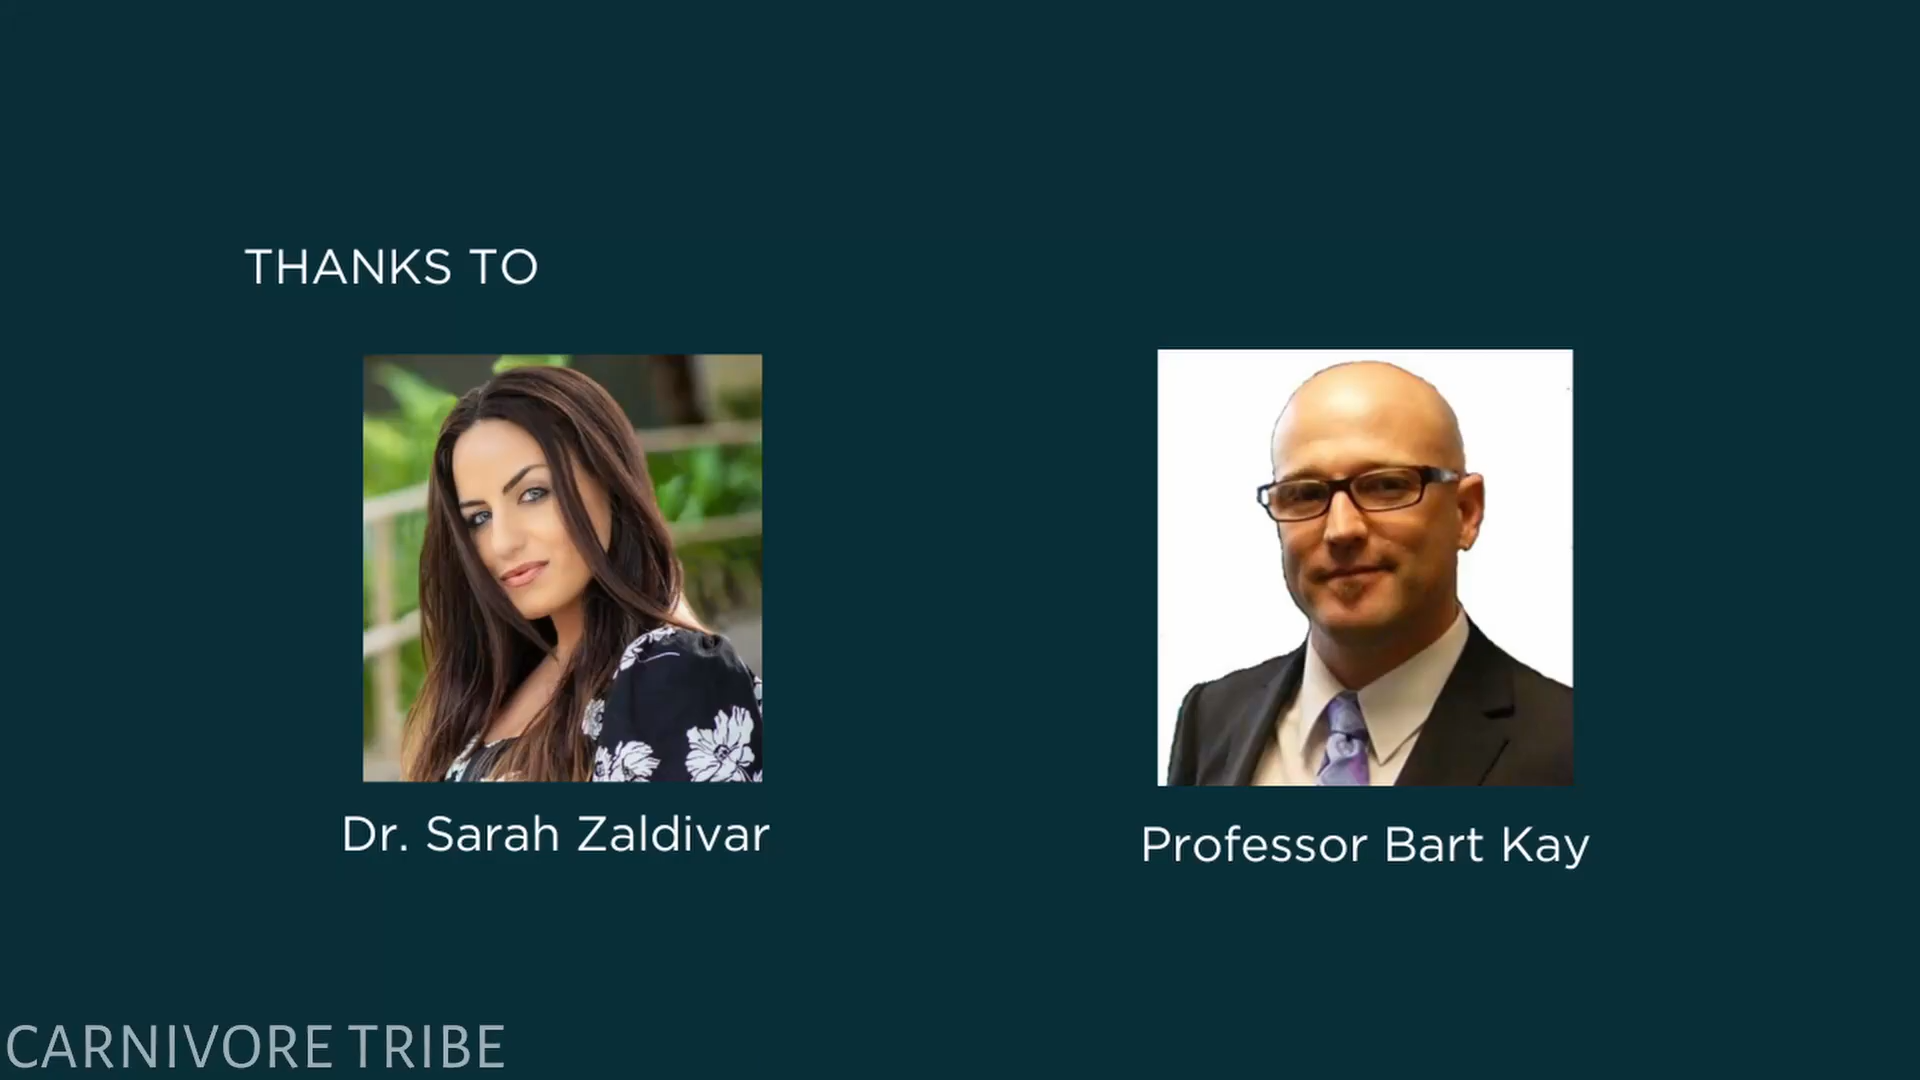 THANKS TO
Dr. Sarah Zaldivar
Professor Bart Kay
CARNIVORE TRIBE